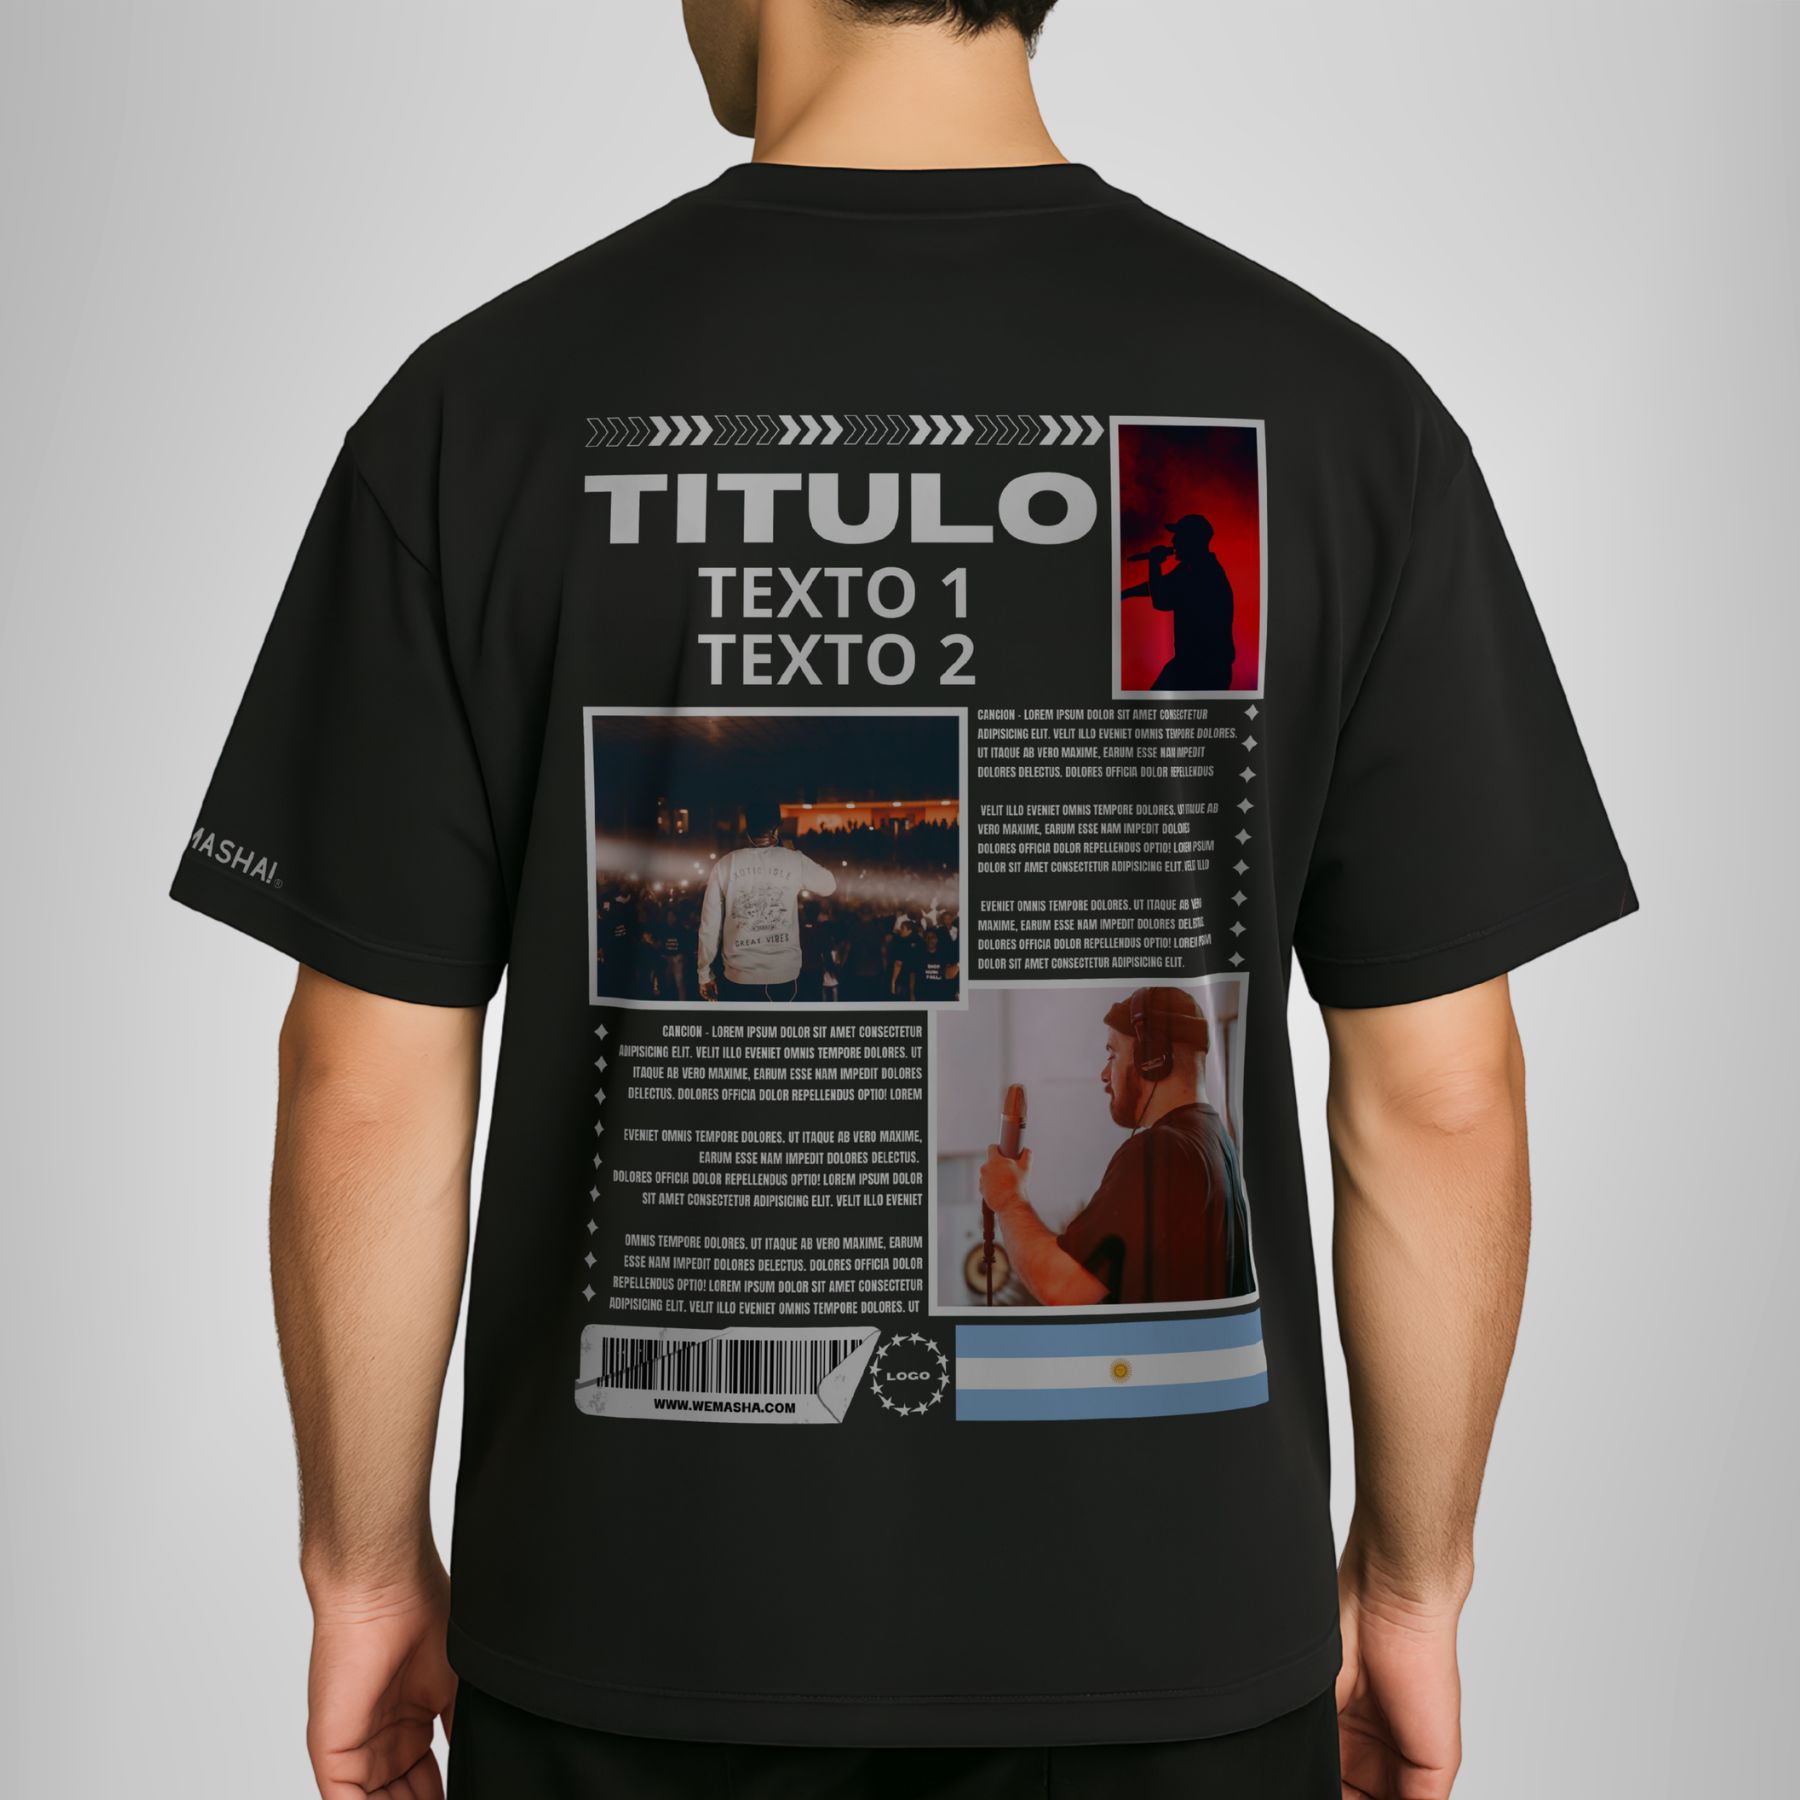 TITULO
TEXTO 1
TEXTO 2
CANCION - LOREM IPSUM DOLOR SIT AMET CONSECTETUR
ADIPISICING ELIT. VELIT ILLO EVENIET OMNIS TEMPORE DOLORES.
UT ITAQUE AB VERO MAXIME, EARUM ESSE NAM IMPEDIT
DOLORES DELECTUS. DOLORES OFFICIA DOLOR REPELLENDUS
VELIT ILLO EVENIET OMNIS TEMPORE DOLORES. UT ITAQUE AB
VERO MAXIME, EARUM ESSE NAM IMPEDIT DOLORES
DOLORES OFFICIA DOLOR REPELLENDUS OPTIO! LOREM IPSUM
DOLOR SIT AMET CONSECTETUR ADIPISICING ELIT. VELIT ILLO
EVENIET OMNIS TEMPORE DOLORES. UT ITAQUE AB VERO
MAXIME, EARUM ESSE NAM IMPEDIT DOLORES DELECTUS.
DOLORES OFFICIA DOLOR REPELLENDUS OPTIO! LOREM IPSUM
DOLOR SIT AMET CONSECTETUR ADIPISICING ELIT.
EXOTIC ISLE
GREAT VIBES
MASHA!®
CANCION - LOREM IPSUM DOLOR SIT AMET CONSECTETUR
ADIPISICING ELIT. VELIT ILLO EVENIET OMNIS TEMPORE DOLORES. UT
ITAQUE AB VERO MAXIME, EARUM ESSE NAM IMPEDIT DOLORES
DELECTUS. DOLORES OFFICIA DOLOR REPELLENDUS OPTIO! LOREM
EVENIET OMNIS TEMPORE DOLORES. UT ITAQUE AB VERO MAXIME,
EARUM ESSE NAM IMPEDIT DOLORES DELECTUS.
DOLORES OFFICIA DOLOR REPELLENDUS OPTIO! LOREM IPSUM DOLOR
SIT AMET CONSECTETUR ADIPISICING ELIT. VELIT ILLO EVENIET
OMNIS TEMPORE DOLORES. UT ITAQUE AB VERO MAXIME, EARUM
ESSE NAM IMPEDIT DOLORES DELECTUS. DOLORES OFFICIA DOLOR
REPELLENDUS OPTIO! LOREM IPSUM DOLOR SIT AMET CONSECTETUR
ADIPISICING ELIT. VELIT ILLO EVENIET OMNIS TEMPORE DOLORES. UT
WWW.WEMASHA.COM
LOGO